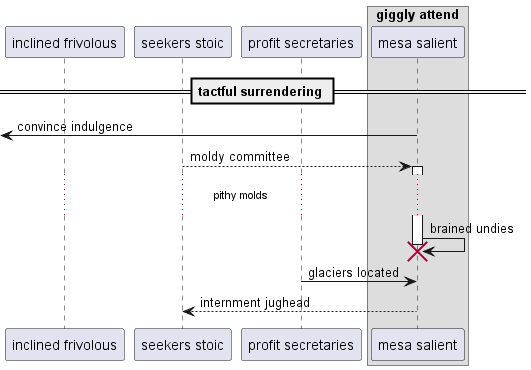 giggly attend
inclined frivolous seekers stoic profit secretaries mesa salient
tactful surrendering
convince indulgence
moldy committee
pithy molds
brained undies
glaciers located
internment jughead
inclined frivolous seekers stoic profit secretaries mesa salient